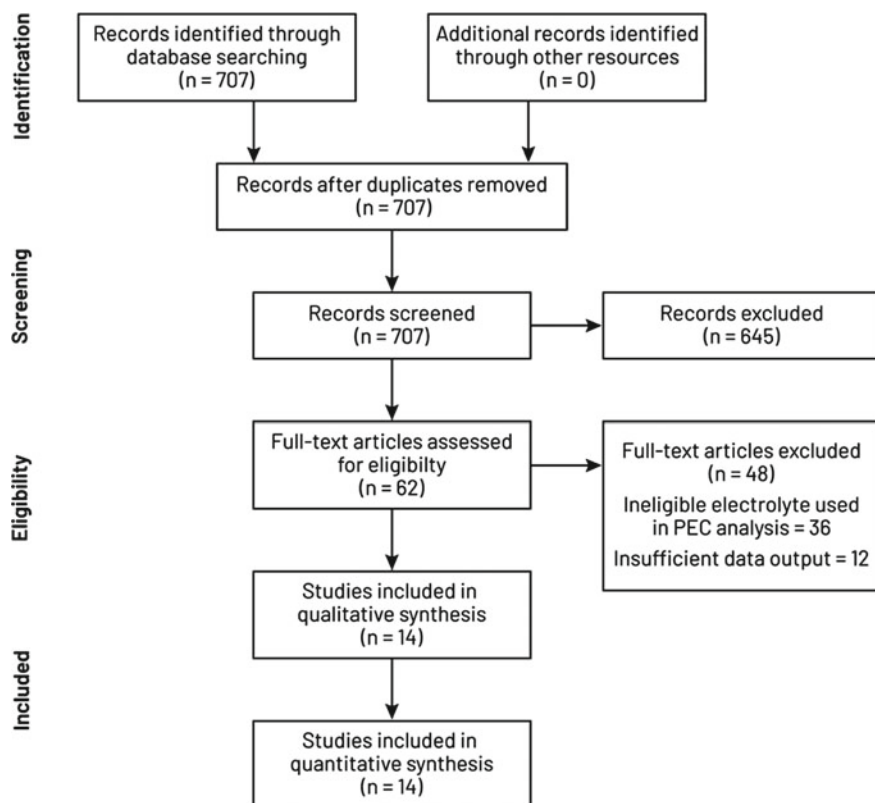 Identification
Records identified through
database searching
(n = 707)
Additional records identified
through other resources
(n = 0)
Records after duplicates removed
(n = 707)
Screening
Records screened
(n = 707)
Records excluded
(n = 645)
Eligibility
Full-text articles assessed
for eligibilty
(n = 62)
Full-text articles excluded
(n = 48)
Ineligible electrolyte used
in PEC analysis = 36
Insufficient data output = 12
Included
Studies included in
qualitative synthesis
(n = 14)
Studies included in
quantitative synthesis
(n = 14)